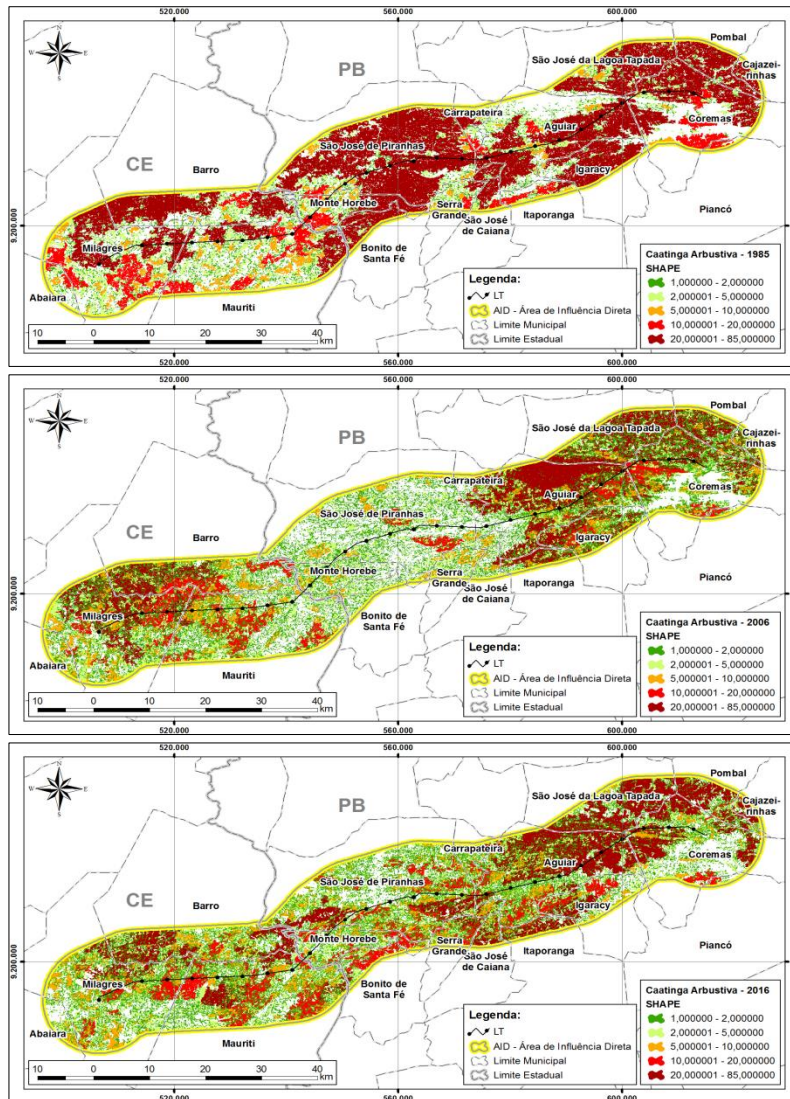 520.000 560.000 600.000
N
W E
S
PB
CE
Pombal
São José da Lagoa Tapada
Cajazei-
rinhas
Carrapateira
Coremas
Aguiar
Barro
São José de Piranhas
Igaracy
Monte Horebe
Serra
Grande
São José
de Caiana
Itaporanga
Piancó
9.200.000
9.200.000
Milagres
Bonito de
Santa Fé
Abaiara
Mauriti
Legenda:
LT
AID - Área de Influência Direta
Limite Municipal
Limite Estadual
Caatinga Arbustiva - 1985
SHAPE
1,000000 - 2,000000
2,000001 - 5,000000
5,000001 - 10,000000
10,000001 - 20,000000
20,000001 - 85,000000
10 0 10 20 30 40
km
520.000 560.000 600.000
520.000 560.000 600.000
N
W E
S
PB
CE
Pombal
São José da Lagoa Tapada
Cajazei-
rinhas
Carrapateira
Coremas
Aguiar
Barro
São José de Piranhas
Igaracy
Monte Horebe
Serra
Grande
São José
de Caiana
Itaporanga
Piancó
9.200.000
9.200.000
Milagres
Bonito de
Santa Fé
Abaiara
Mauriti
Legenda:
LT
AID - Área de Influência Direta
Limite Municipal
Limite Estadual
Caatinga Arbustiva - 2006
SHAPE
1,000000 - 2,000000
2,000001 - 5,000000
5,000001 - 10,000000
10,000001 - 20,000000
20,000001 - 85,000000
10 0 10 20 30 40
km
520.000 560.000 600.000
520.000 560.000 600.000
N
W E
S
PB
CE
Pombal
São José da Lagoa Tapada
Cajazei-
rinhas
Carrapateira
Coremas
Aguiar
Barro
São José de Piranhas
Igaracy
Monte Horebe
Serra
Grande
São José
de Caiana
Itaporanga
Piancó
9.200.000
9.200.000
Milagres
Bonito de
Santa Fé
Abaiara
Mauriti
Legenda:
LT
AID - Área de Influência Direta
Limite Municipal
Limite Estadual
Caatinga Arbustiva - 2016
SHAPE
1,000000 - 2,000000
2,000001 - 5,000000
5,000001 - 10,000000
10,000001 - 20,000000
20,000001 - 85,000000
10 0 10 20 30 40
km
520.000 560.000 600.000